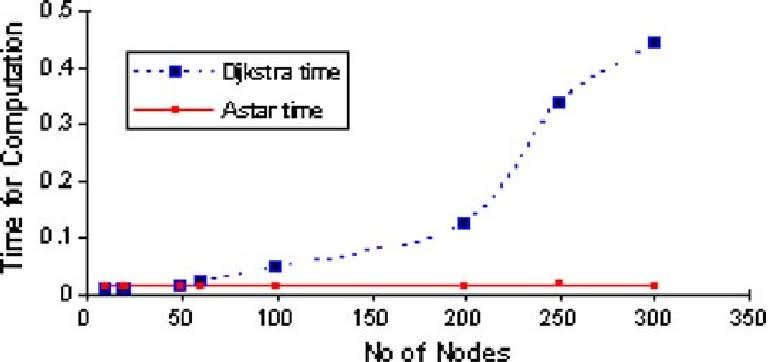 0.5
0.4
0.3
0.2
0.1
0
Time for Computation
Dijkstra time
Astar time
0 50 100 150 200 250 300 350
No of Nodes